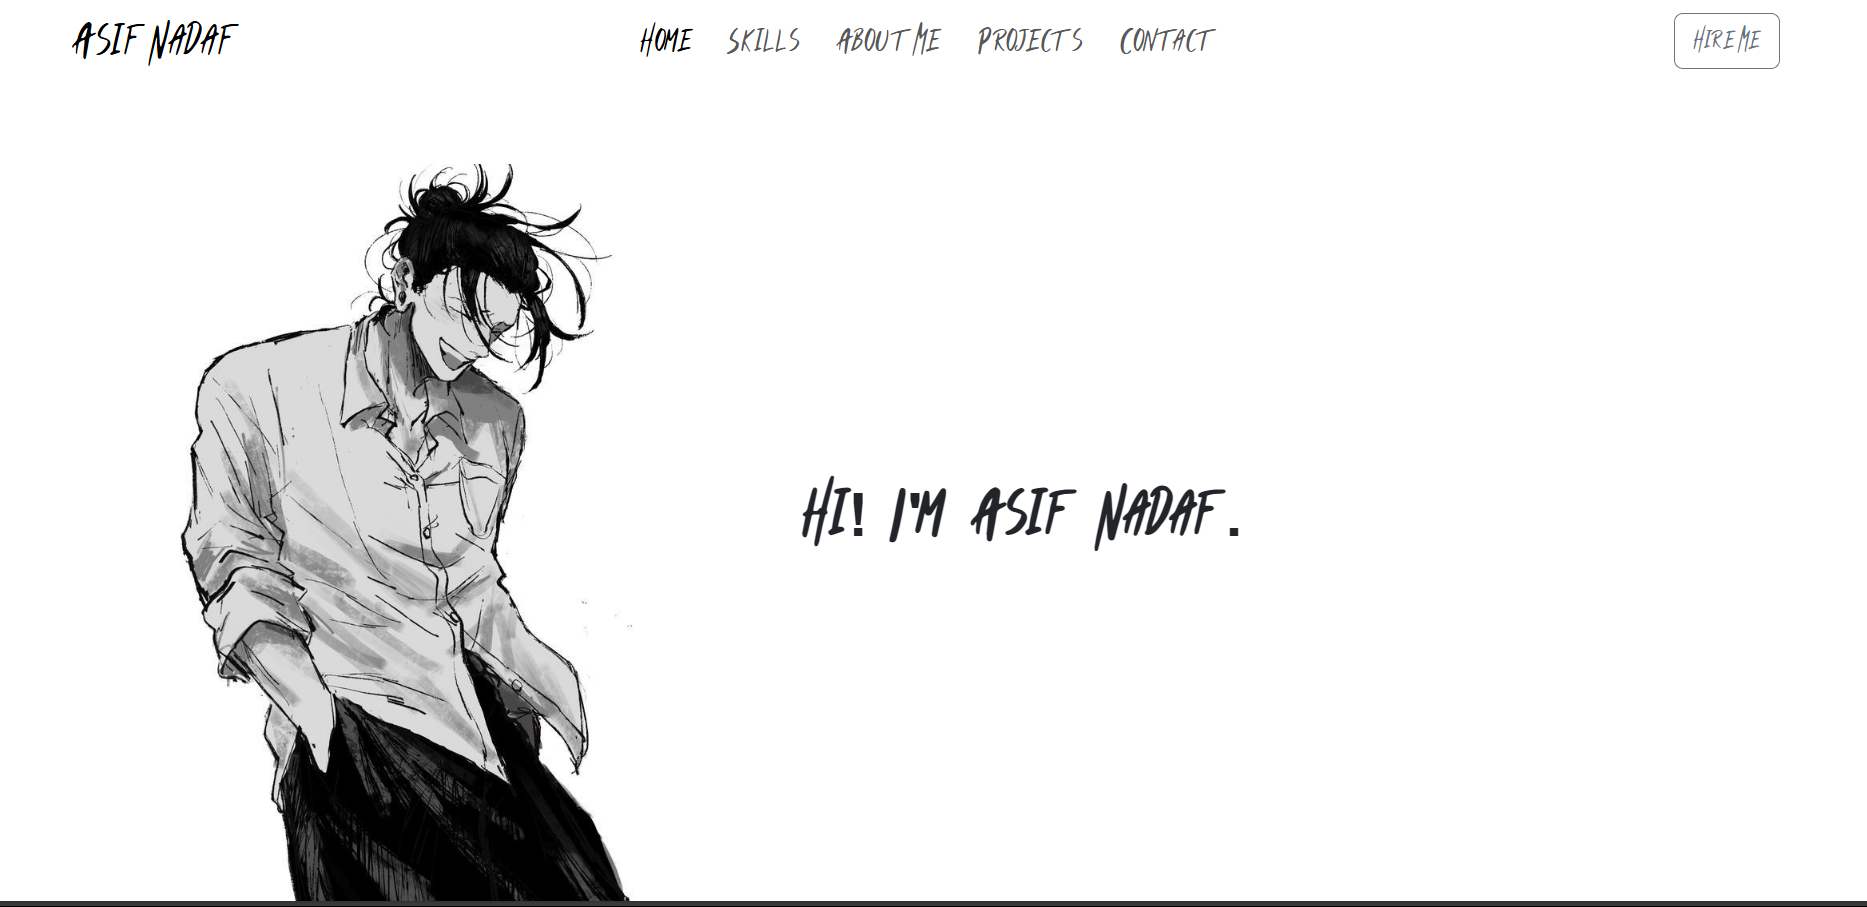 ASIF NADAF
HOME SKILLS ABOUT ME PROJECTS CONTACT
HIRE ME
HI! I'M ASIF NADAF.